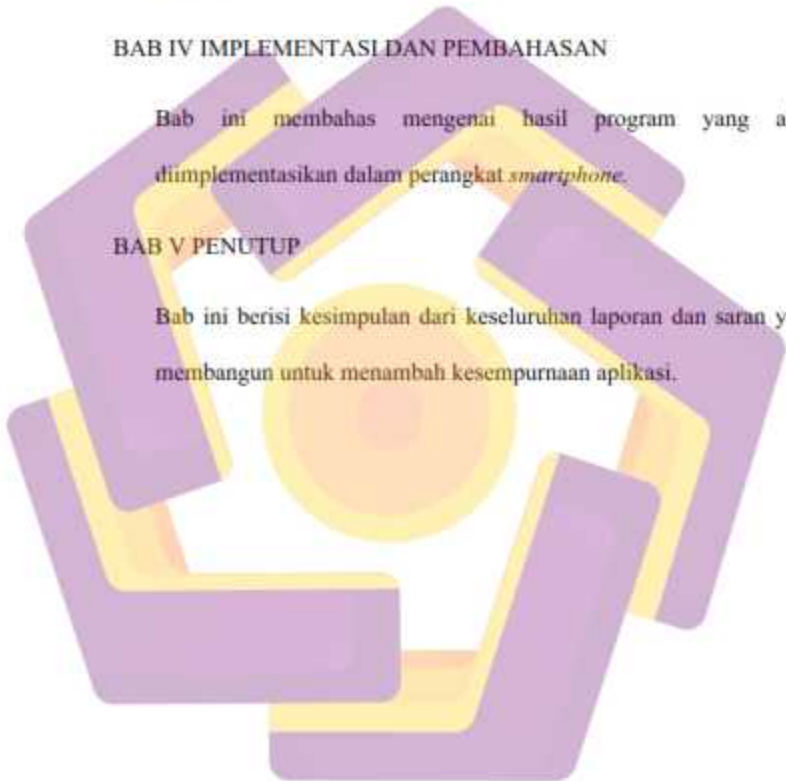 BAB IV IMPLEMENTASI DAN PEMBAHASAN
Bab ini membahas mengenai hasil program yang
diimplementasikan dalam perangkat smartphone.
BAB V PENUTUP
Bab ini berisi kesimpulan dari keseluruhan laporan dan saran
membangun untuk menambah kesempurnaan aplikasi.